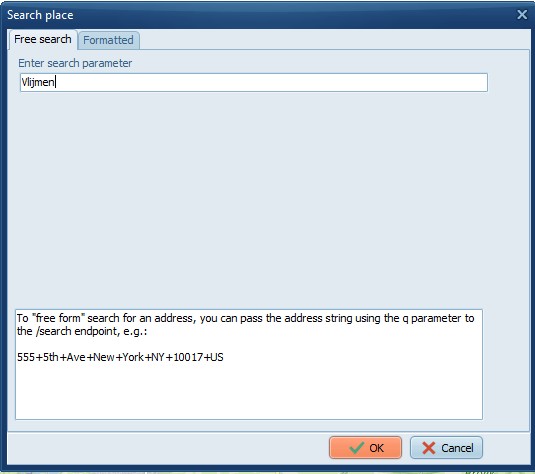 Search place
Free search
Formatted
Enter search parameter
Vlijmen
To "free form" search for an address, you can pass the address string using the q parameter to
the /search endpoint, e.g.:
555+5th+Ave+New+York+NY+10017+US
OK
Cancel